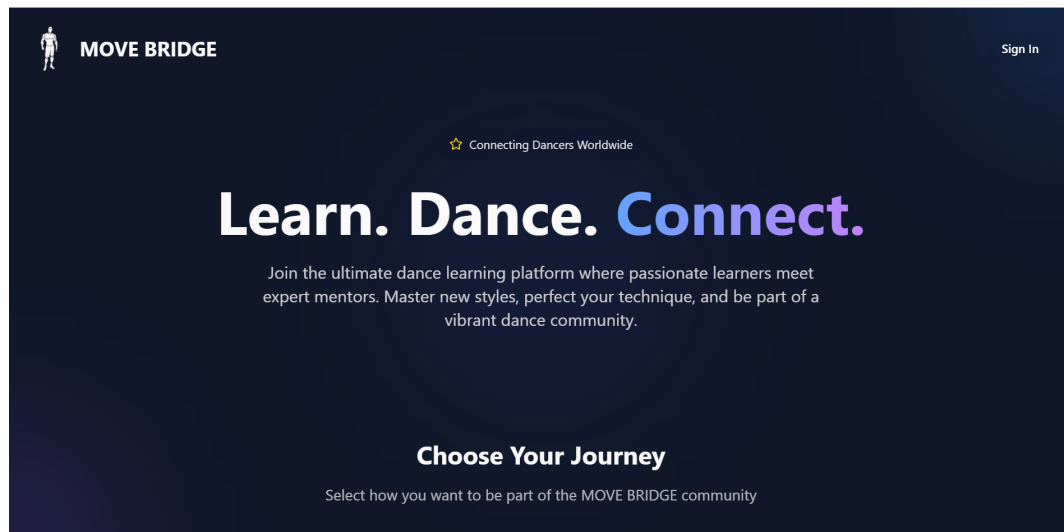 MOVE BRIDGE
Sign In
Connecting Dancers Worldwide
Learn. Dance. Connect.
Join the ultimate dance learning platform where passionate learners meet
expert mentors. Master new styles, perfect your technique, and be part of a
vibrant dance community.
Choose Your Journey
Select how you want to be part of the MOVE BRIDGE community